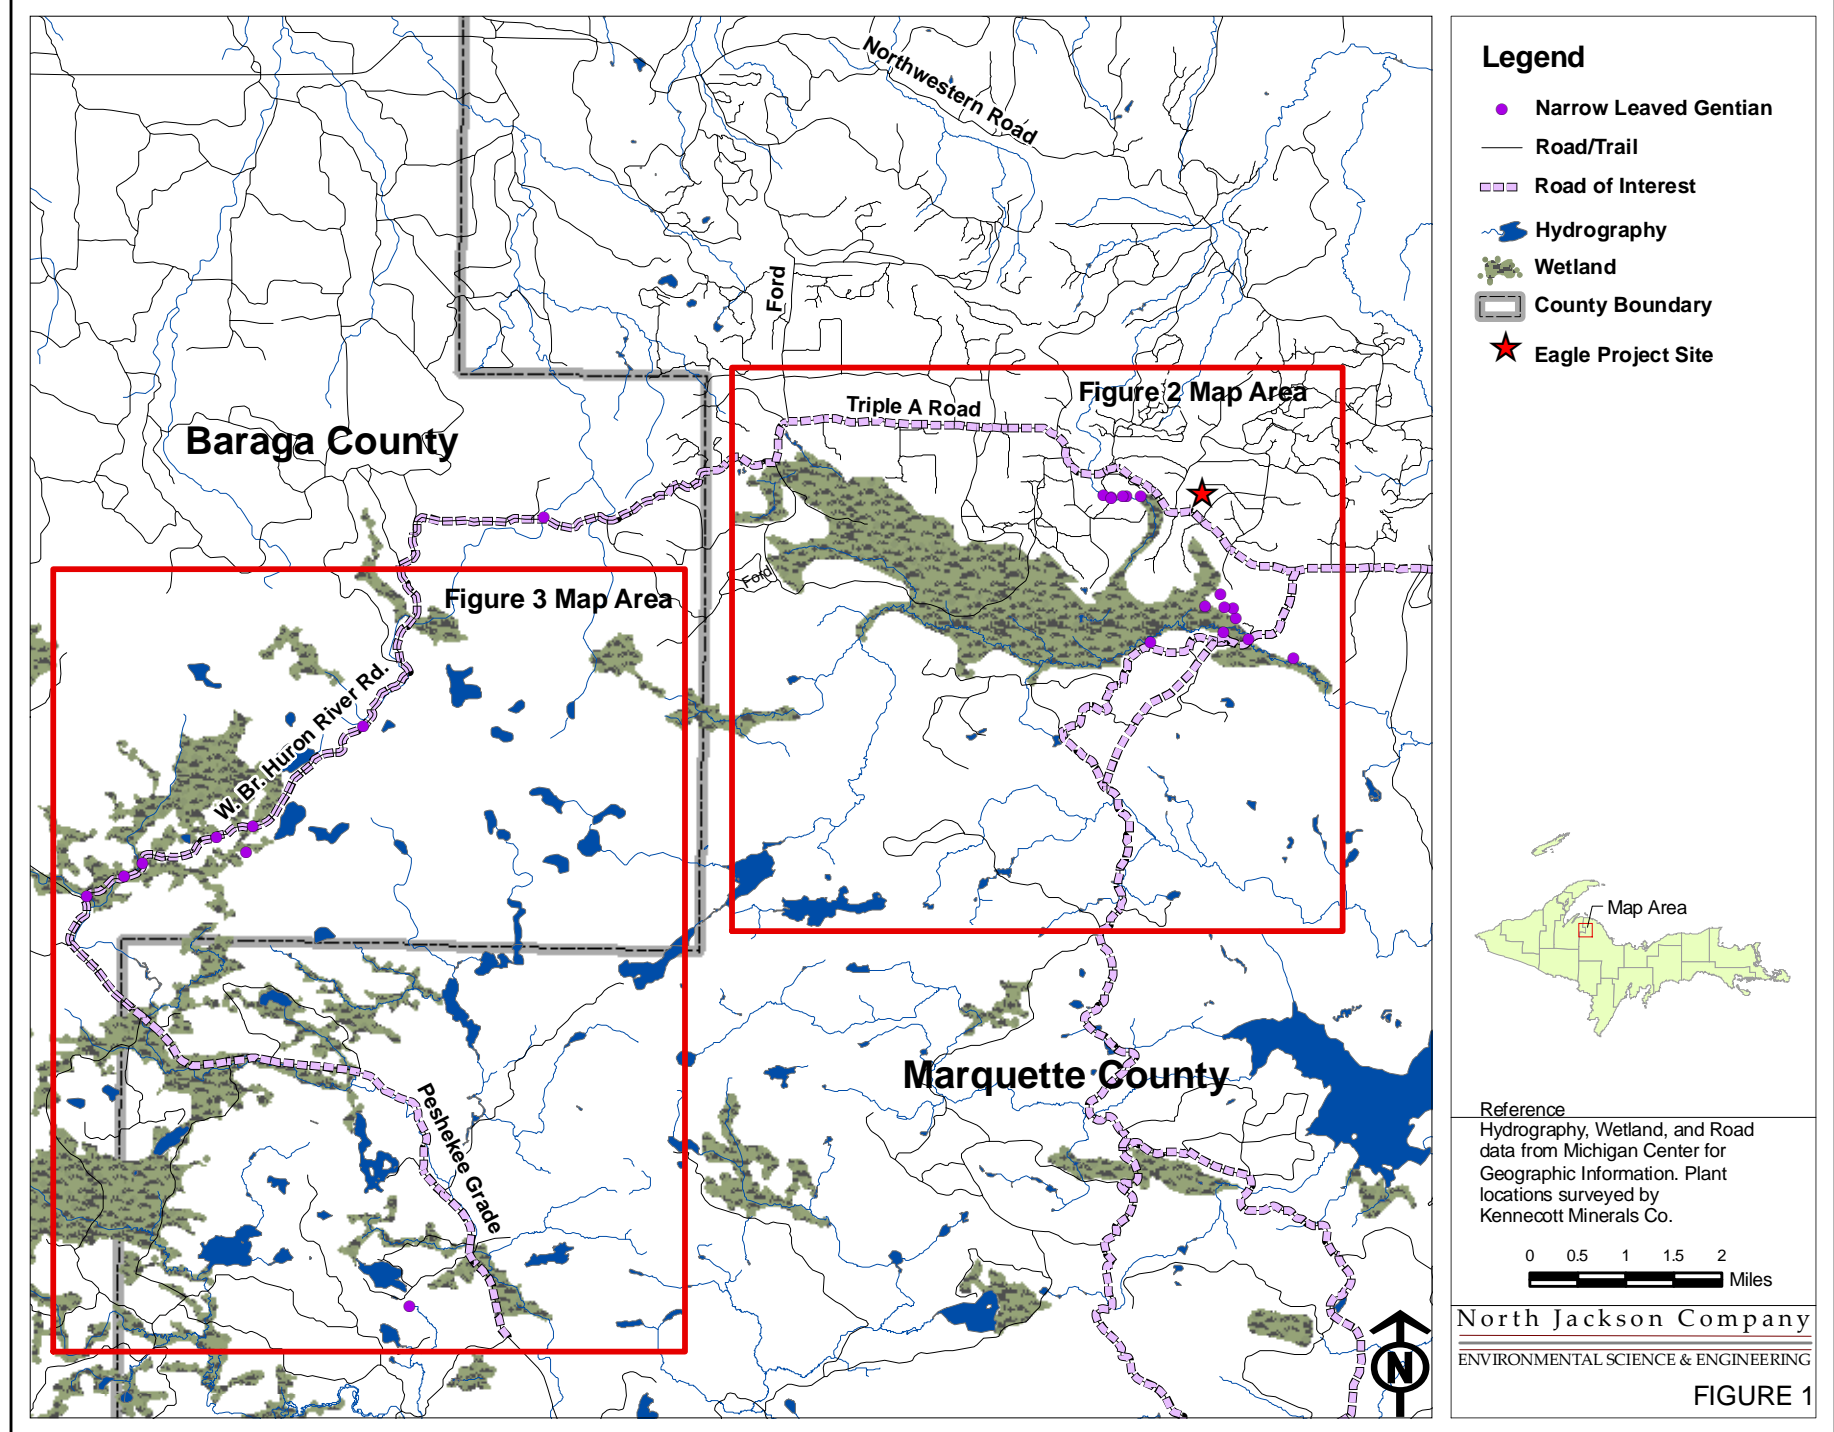 Northwestern Road
Ford
Figure 2 Map Area
Triple A Road
Baraga County
Ford
Figure 3 Map Area
W. Br. Huron River Rd.
Marquette County
Peshekee Grade
N
Legend
Narrow Leaved Gentian
Road/Trail
Road of Interest
Hydrography
Wetland
County Boundary
Eagle Project Site
Map Area
Reference
Hydrography, Wetland, and Road
data from Michigan Center for
Geographic Information. Plant
locations surveyed by
Kennecott Minerals Co.
0 0.5 1 1.5 2
Miles
North Jackson Company
ENVIRONMENTAL SCIENCE & ENGINEERING
FIGURE 1